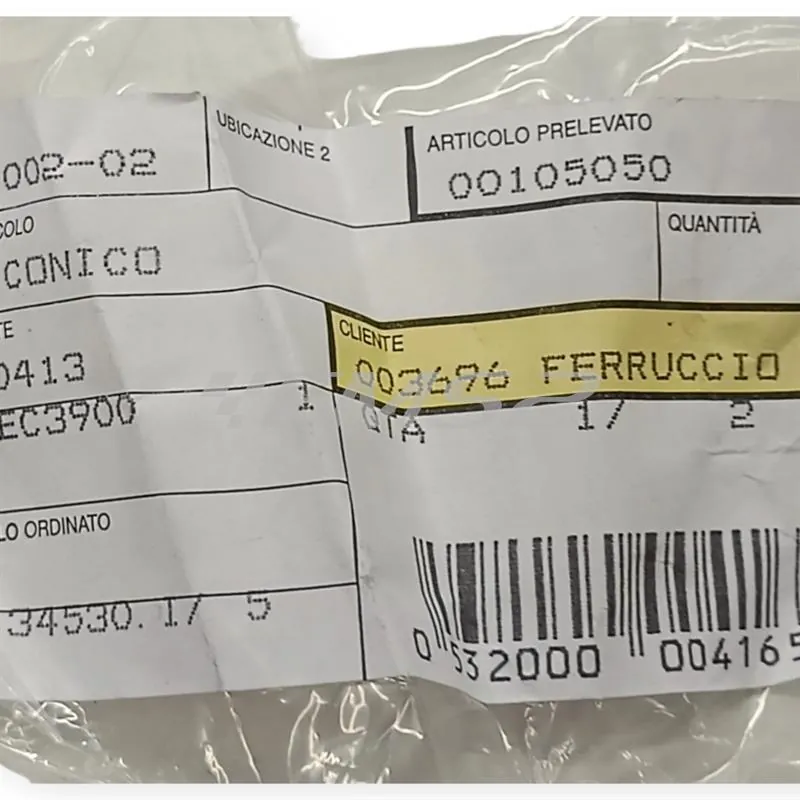 002-02
UBICAZIONE 2
ARTICOLO PRELEVATO
00105050
COLO
QUANTITÀ
CONICO
TE
CLIENTE
0413
003696 FERRUCCIO
EC3900
1
QTA 1/ 2
LO ORDINATO
34530.1/ 5
0 532000 004165